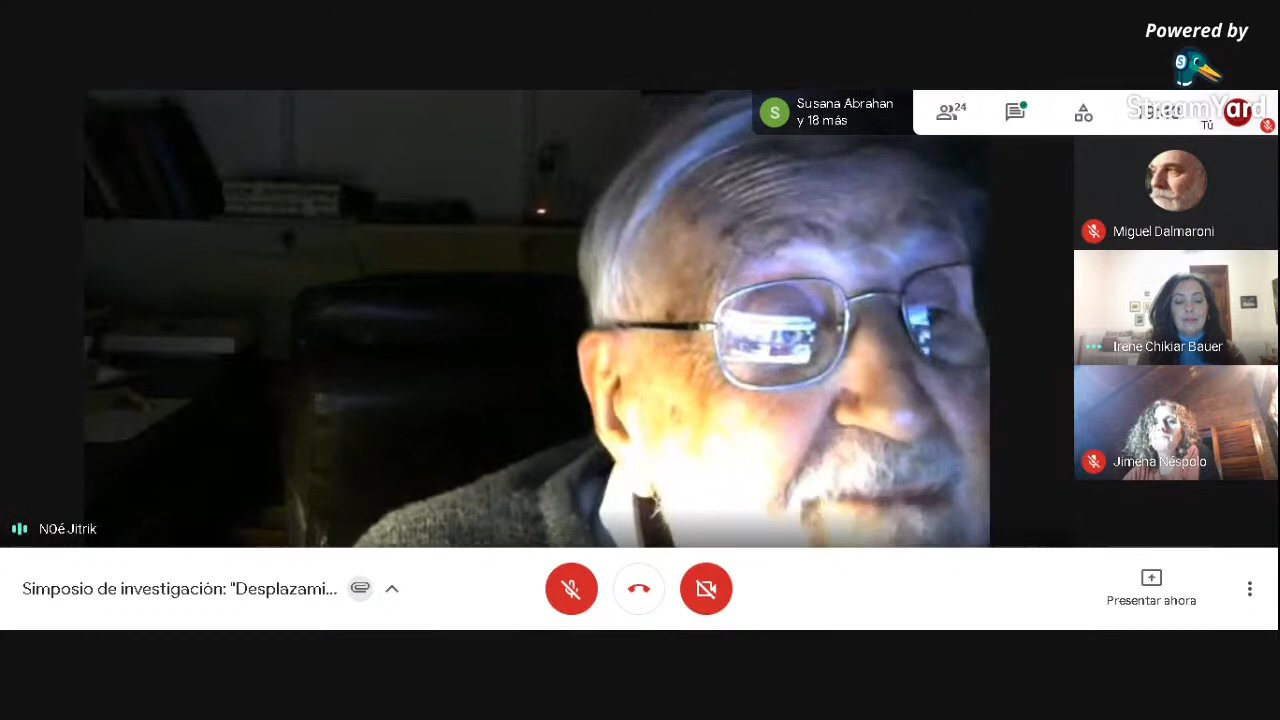 Powered by
StreamYard
Susana Abrahan
y 18 más
S
24
Tú
Miguel Dalmaroni
Irene Chikiar Bauer
Jimena Néspolo
N0é Jitrik
Simposio de investigación: "Desplazami...
Presentar ahora